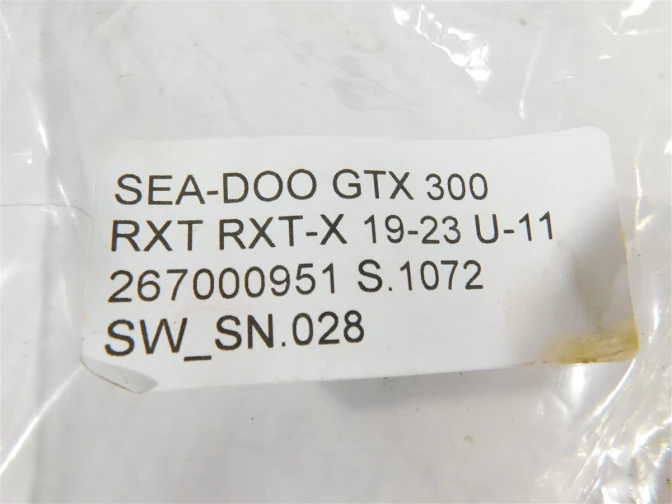 SEA-DOO GTX 300
RXT RXT-X 19-23 U-11
267000951 S.1072
SW_SN.028